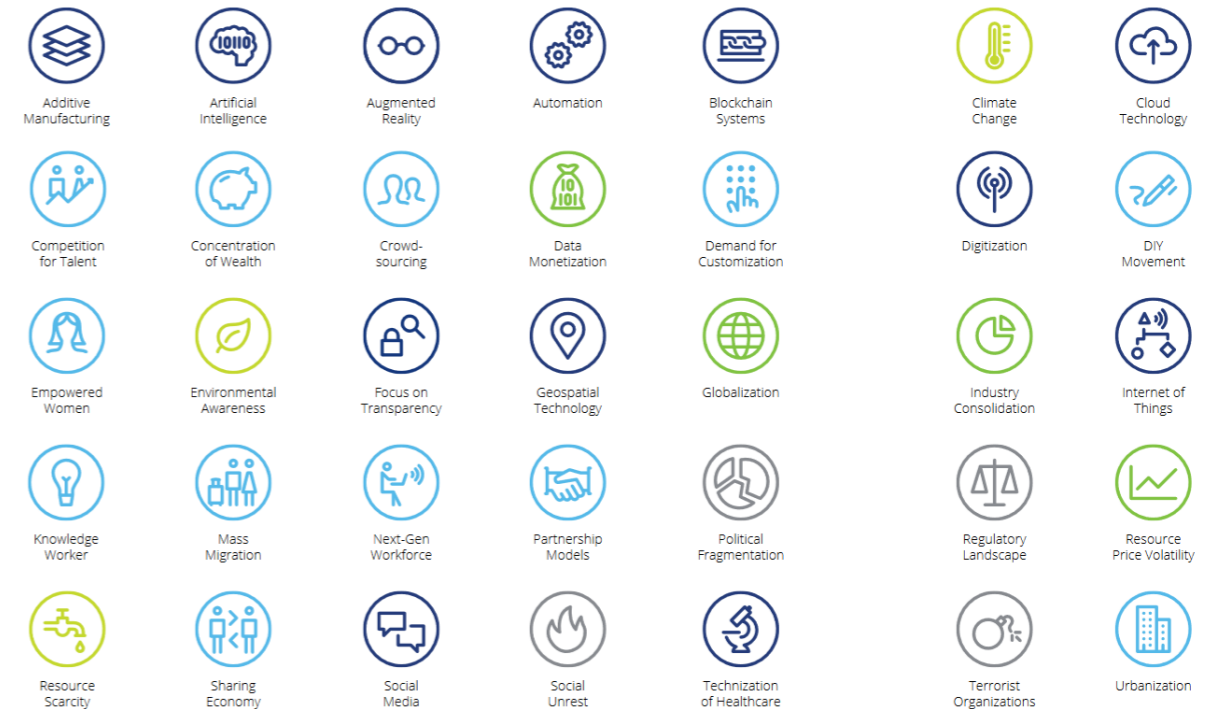 10110
Additive
Manufacturing
Artificial
Intelligence
Augmented
Reality
Automation
Blockchain
Systems
Climate
Change
Cloud
Technology
10
101
Competition
for Talent
Concentration
of Wealth
Crowd-
sourcing
Data
Monetization
Demand for
Customization
Digitization
DIY
Movement
Empowered
Women
Environmental
Awareness
Focus on
Transparency
Geospatial
Technology
Globalization
Industry
Consolidation
Internet of
Things
Knowledge
Worker
Mass
Migration
Next-Gen
Workforce
Partnership
Models
Political
Fragmentation
Regulatory
Landscape
Resource
Price Volatility
Resource
Scarcity
Sharing
Economy
Social
Media
Social
Unrest
Technization
of Healthcare
Terrorist
Organizations
Urbanization